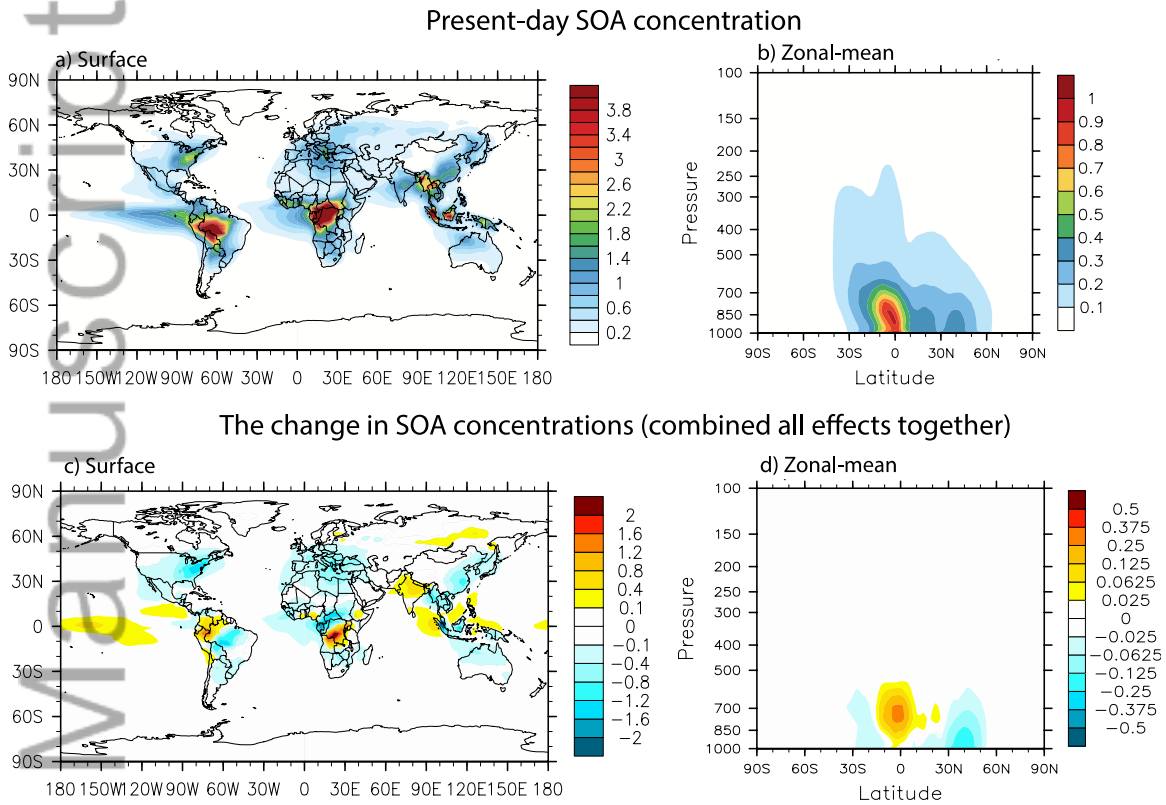 Present-day SOA concentration
a) Surface
b) Zonal-mean
90N
60N
30N
0
30S
60S
90S
180 150W 120W 90W 60W 30W 0 30E 60E 90E 120E 150E 180
3.8
3.4
3
2.6
2.2
1.8
1.4
1
0.6
0.2
Pressure
100
150
200
250
300
400
500
700
850
1000
90S 60S 30S 0 30N 60N 90N
Latitude
1
0.9
0.8
0.7
0.6
0.5
0.4
0.3
0.2
0.1
The change in SOA concentrations (combined all effects together)
c) Surface
d) Zonal-mean
90N
60N
30N
0
30S
60S
90S
180 150W 120W 90W 60W 30W 0 30E 60E 90E 120E 150E 180
2
1.6
1.2
0.8
0.4
0.1
0
-0.1
-0.4
-0.8
-1.2
-1.6
-2
Pressure
100
150
200
250
300
400
500
700
850
1000
90S 60S 30S 0 30N 60N 90N
Latitude
0.5
0.375
0.25
0.125
0.0625
0.025
0
-0.025
-0.0625
-0.125
-0.25
-0.375
-0.5
Manuscript